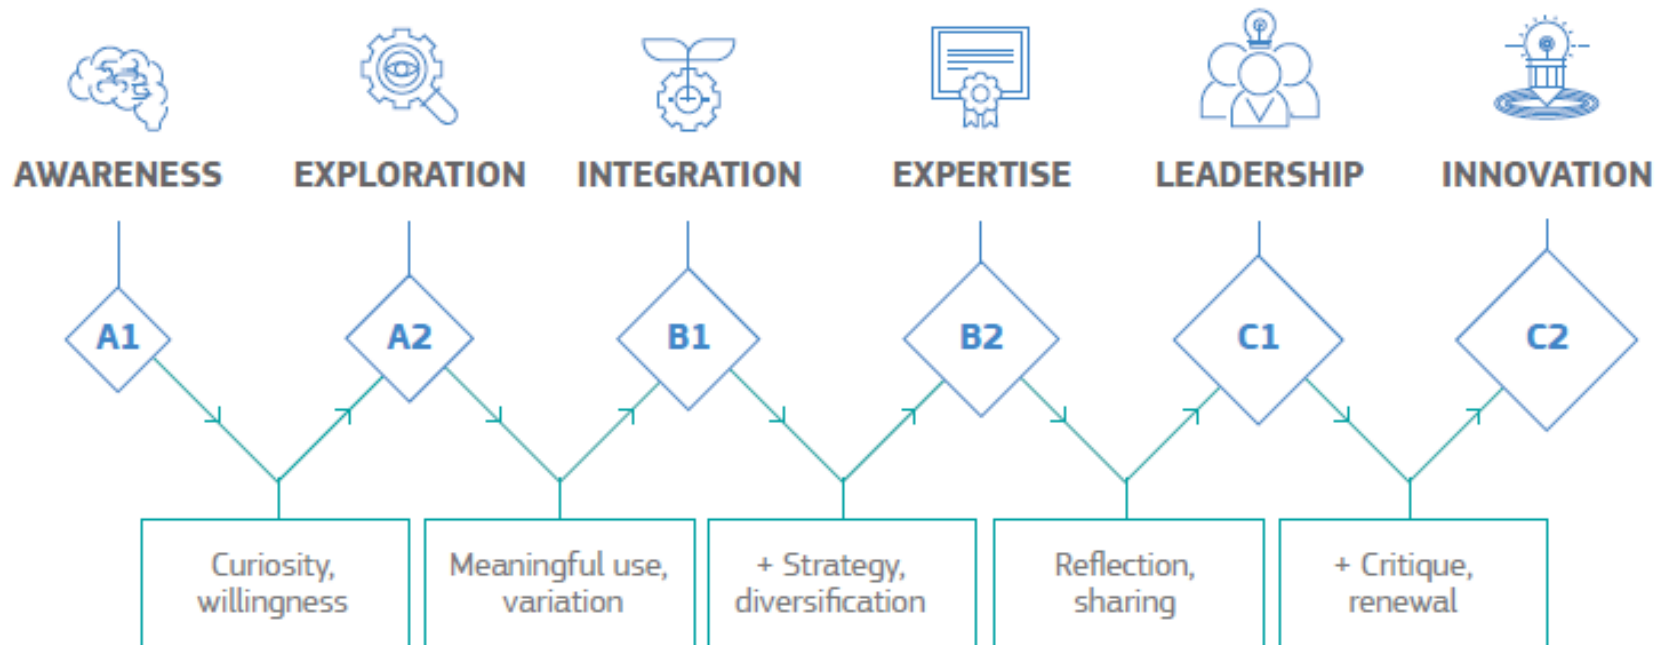 AWARENESS
EXPLORATION
INTEGRATION
EXPERTISE
LEADERSHIP
INNOVATION
A1
A2
B1
B2
C1
C2
Curiosity,
willingness
Meaningful use,
variation
+ Strategy,
diversification
Reflection,
sharing
+ Critique,
renewal